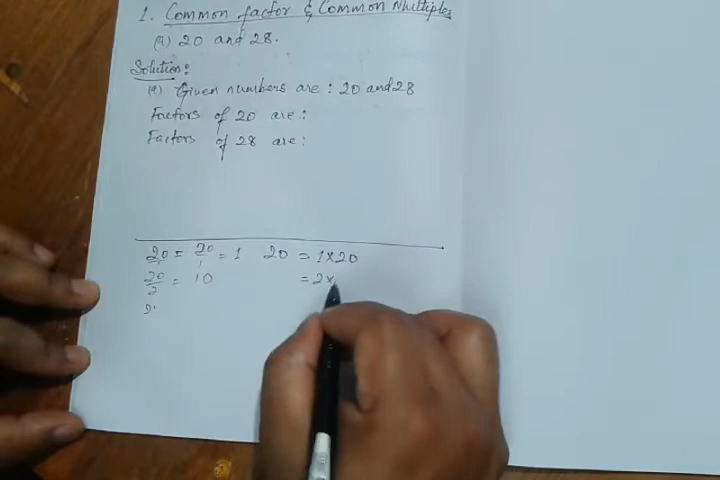 1. Common factor & Common Multiples
(a) 20 and 28.
Solution:
(a) Given numbers are : 20 and 28
Factors of 20 are :
Factors of 28 are :
20/1 = 20/1 = 1 20 = 1×20
20/2 = 10 = 2×